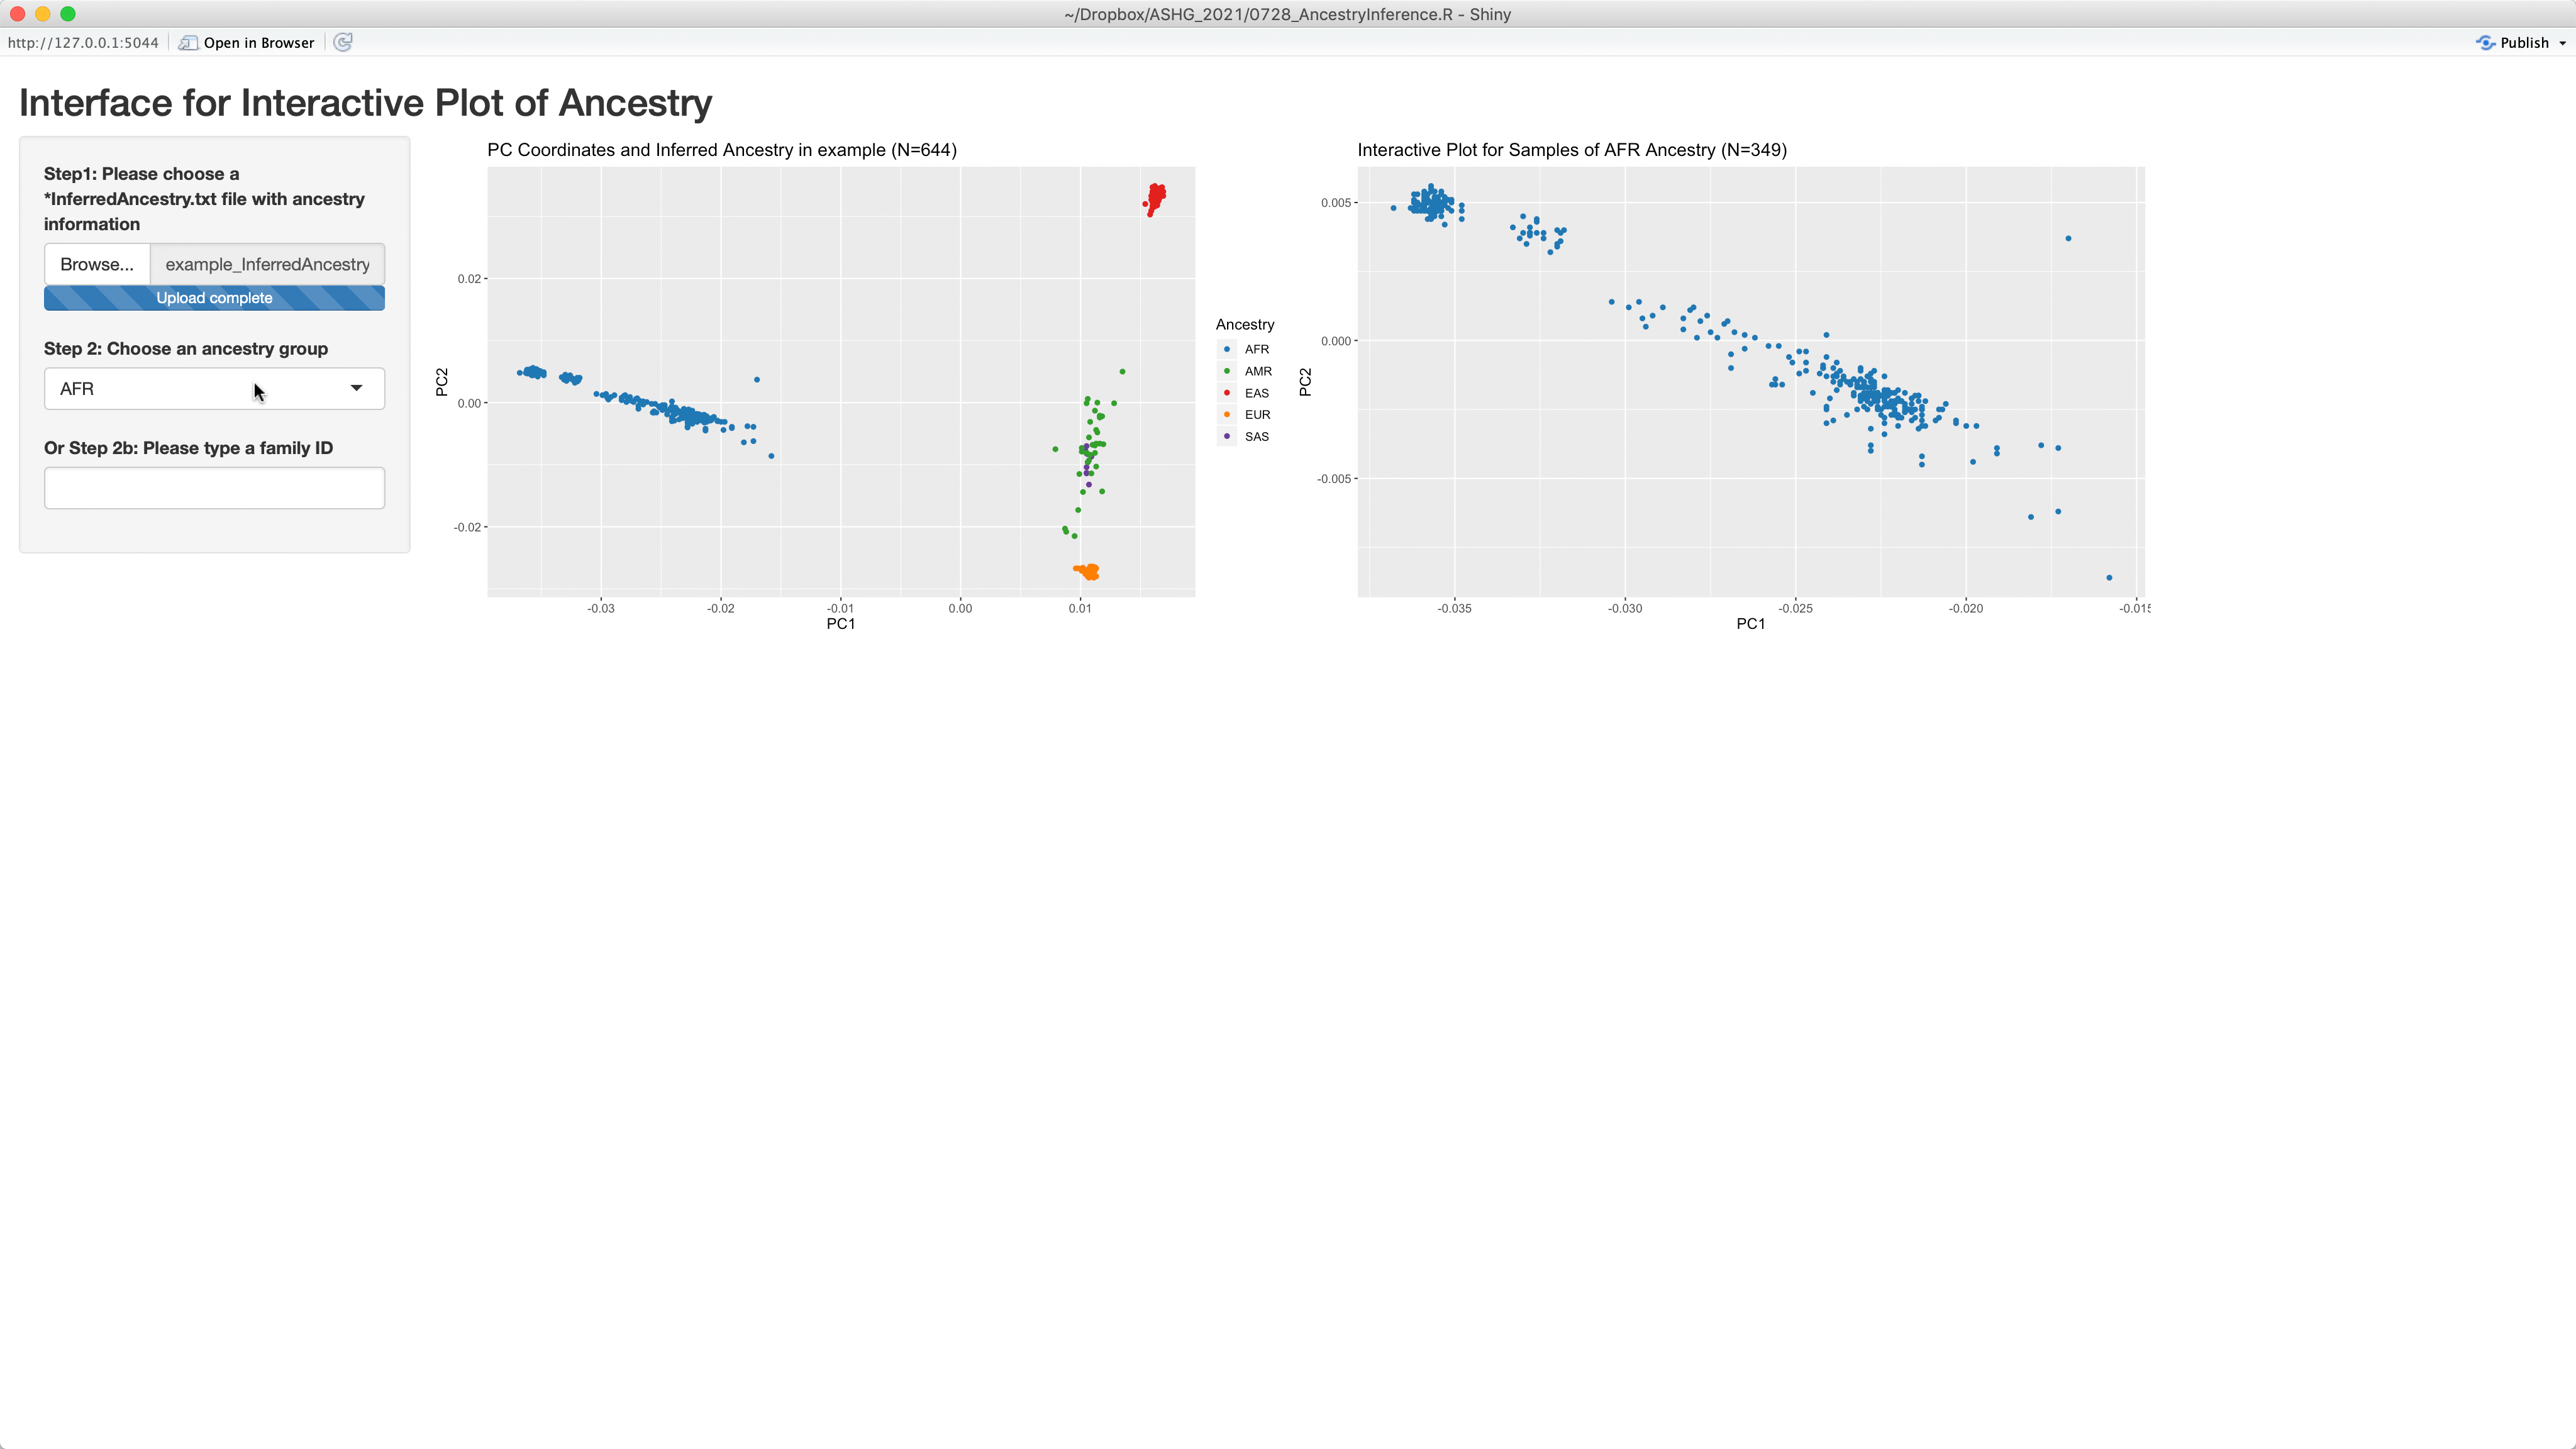 ~/Dropbox/ASHG_2021/0728_AncestryInference.R - Shiny
http://127.0.0.1:5044
Open in Browser
Publish
Interface for Interactive Plot of Ancestry
Step1: Please choose a
*InferredAncestry.txt file with ancestry
information
Browse... example_InferredAncestry
Upload complete
Step 2: Choose an ancestry group
AFR
Or Step 2b: Please type a family ID
PC Coordinates and Inferred Ancestry in example (N=644)
PC2
0.02
0.00
-0.02
-0.03 -0.02 -0.01 0.00 0.01
PC1
Ancestry
AFR
AMR
EAS
EUR
SAS
Interactive Plot for Samples of AFR Ancestry (N=349)
PC2
0.005
0.000
-0.005
-0.035 -0.030 -0.025 -0.020 -0.015
PC1